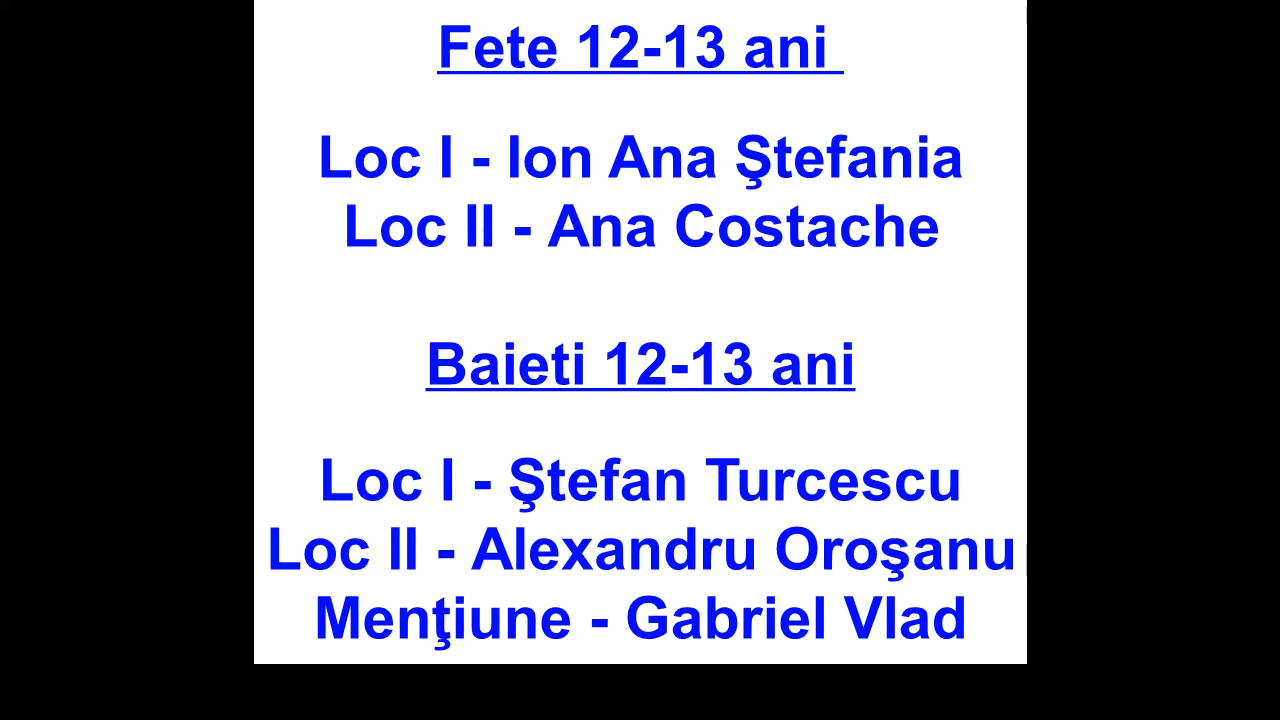 Fete 12-13 ani
Loc I - Ion Ana Ştefania
Loc II - Ana Costache
Baieti 12-13 ani
Loc I - Ştefan Turcescu
Loc II - Alexandru Oroşanu
Menţiune - Gabriel Vlad